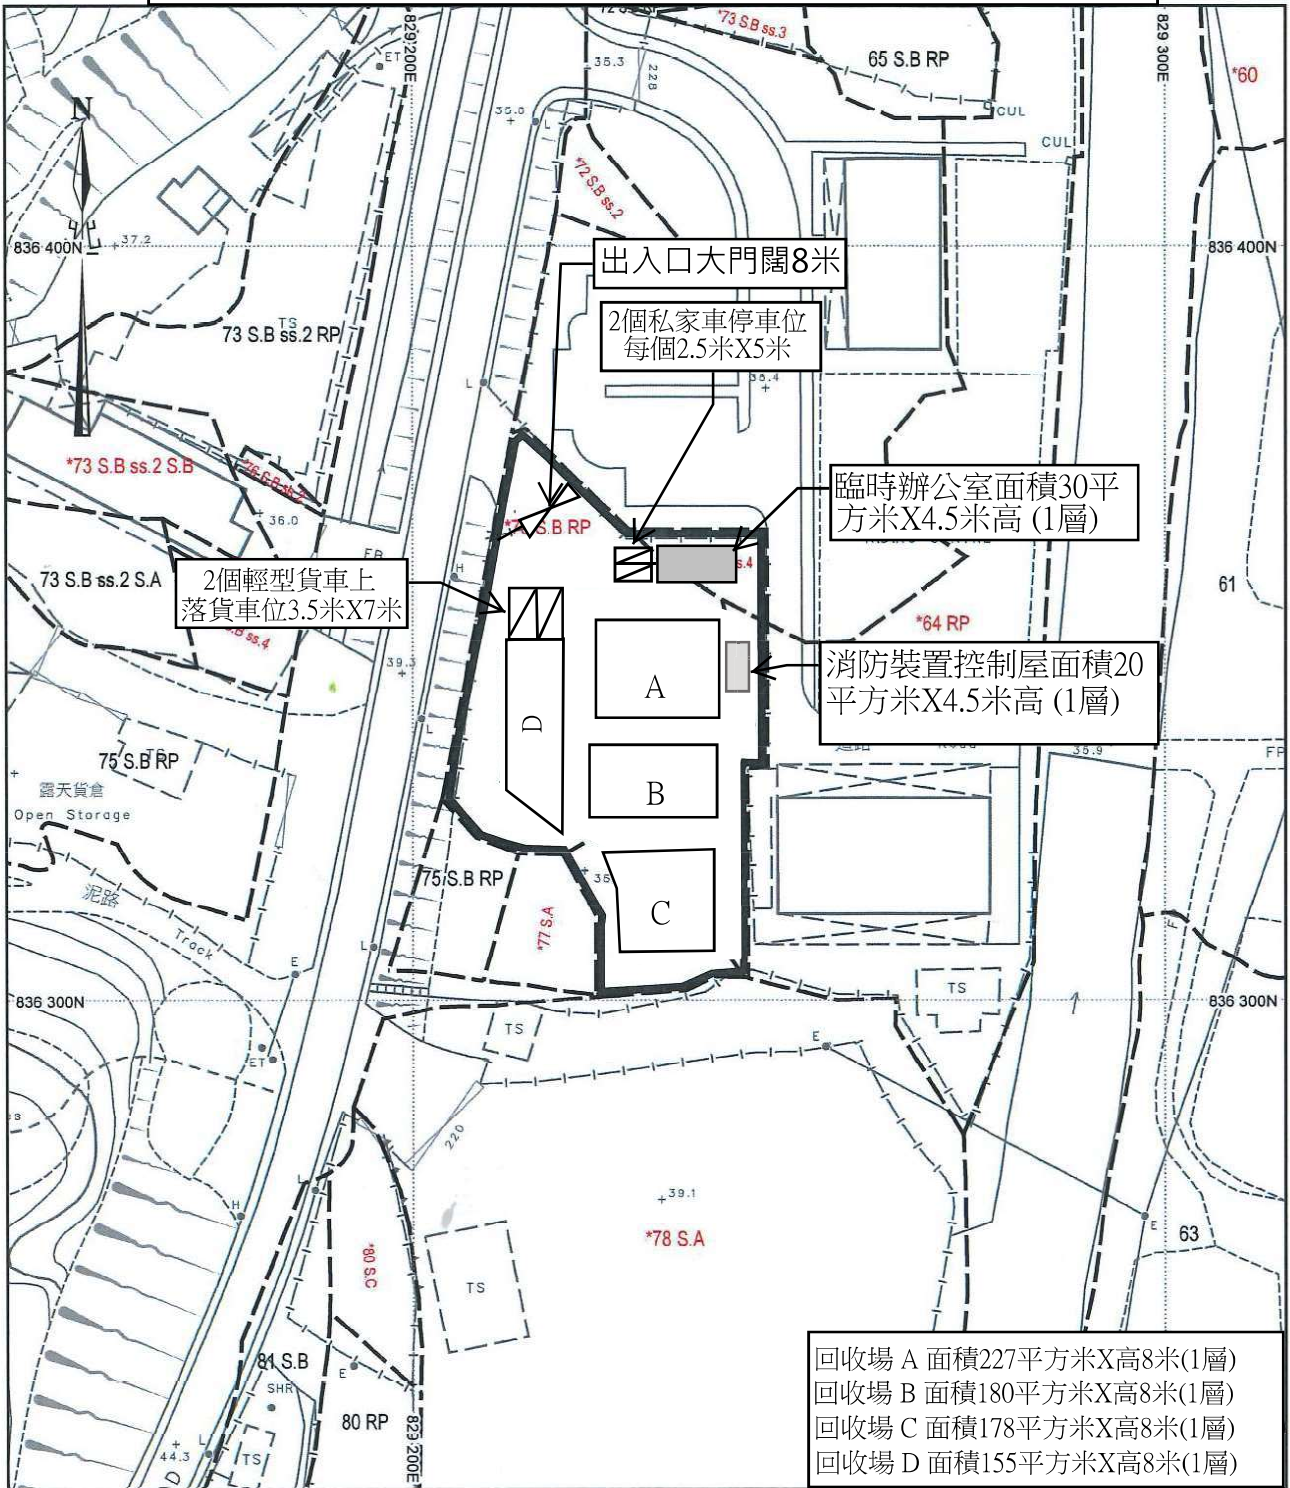 *73 S.B ss.3
65 S.B RP
829 200E
829 300E
*60
ET
35.3
228
CUL
CUL
L
*72 S.B ss.2
N
836 400N
37.2
836 400N
出入口大門闊8米
2個私家車停車位
每個2.5米X5米
TS
73 S.B ss.2 RP
L
*73 S.B ss.2 S.B
臨時辦公室面積30平
方米X4.5米高 (1層)
36.0
S.B RP
s.4
61
73 S.B ss.2 S.A
H
2個輕型貨車上
落貨車位3.5米X7米
*64 RP
消防裝置控制屋面積20
平方米X4.5米高 (1層)
A
D
L
35.9
FP
75 S.B RP
露天貨倉
Open Storage
B
75 S.B RP
泥路
Track
*77 S.A
C
L
E
836 300N
836 300N
TS
TS
E
ET
220
39.1
*78 S.A
H
L
E
63
*80 S.C
TS
81 S.B
E
SHR
80 RP
829 200E
L
44.3
TS
D
回收場 A 面積227平方米X高8米(1層)
回收場 B 面積180平方米X高8米(1層)
回收場 C 面積178平方米X高8米(1層)
回收場 D 面積155平方米X高8米(1層)